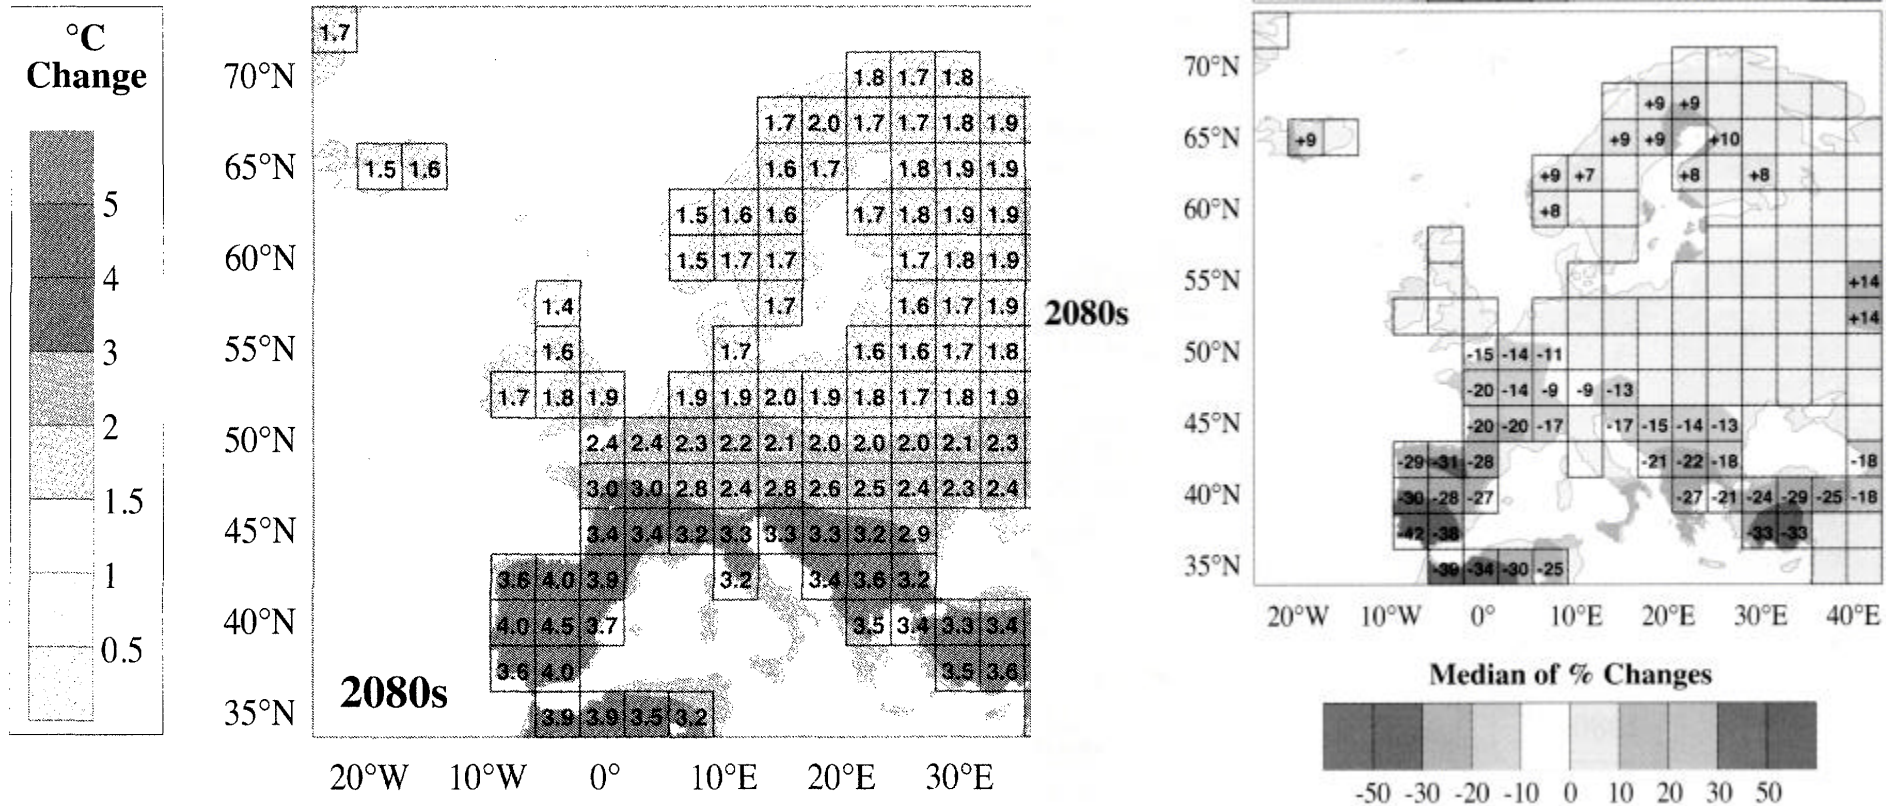 °C
Change
5
4
3
2
1.5
1
0.5
70°N
65°N
60°N
55°N
50°N
45°N
40°N
35°N
1.7
1.8 1.7 1.8
1.7 2.0 1.7 1.7 1.8 1.9
1.5 1.6 1.6 1.7 1.8 1.9 1.9
1.5 1.6 1.6 1.7 1.8 1.9 1.9
1.5 1.7 1.7 1.7 1.8 1.9
1.4 1.7 1.6 1.7 1.9
1.6 1.7 1.6 1.6 1.7 1.8
1.7 1.8 1.9 1.9 1.9 2.0 1.9 1.8 1.7 1.8 1.9
2.4 2.4 2.3 2.2 2.1 2.0 2.0 2.0 2.1 2.3
3.0 3.0 2.8 2.4 2.8 2.6 2.5 2.4 2.3 2.4
3.4 3.4 3.2 3.3 3.3 3.3 3.2 2.9
3.6 4.0 3.9 3.2 3.4 3.6 3.2
4.0 4.5 3.7 3.5 3.4 3.3 3.4
3.6 4.0 3.5 3.6
3.9 3.9 3.5 3.2
2080s
20°W 10°W 0° 10°E 20°E 30°E
2080s
70°N
65°N
60°N
55°N
50°N
45°N
40°N
35°N
+9 +9
+9 +9 +9 +10
+9 +7 +8 +8
+8
+14
+14
-15 -14 -11
-20 -14 -9 -9 -13
-20 -20 -17 -17 -15 -14 -13
-29 -31 -28 -21 -22 -18 -18
-30 -28 -27 -27 -21 -24 -29 -25 -18
-42 -38 -33 -33
-39 -34 -30 -25
20°W 10°W 0° 10°E 20°E 30°E 40°E
Median of % Changes
-50 -30 -20 -10 0 10 20 30 50